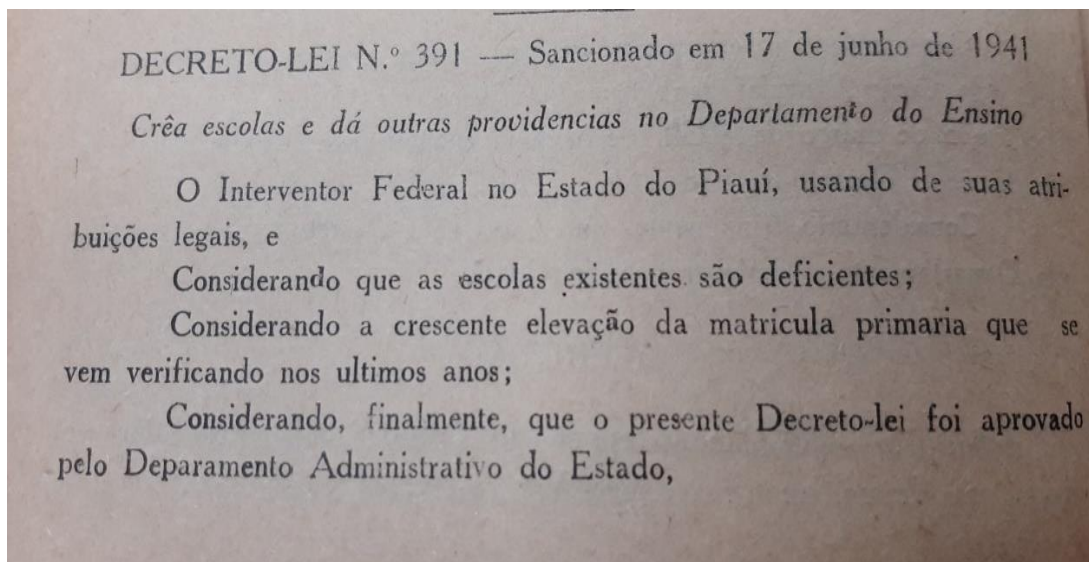 DECRETO-LEI N.º 391 — Sancionado em 17 de junho de 1941
Crêa escolas e dá outras providencias no Departamento do Ensino
O Interventor Federal no Estado do Piauí, usando de suas atri-
buições legais, e
Considerando que as escolas existentes são deficientes;
Considerando a crescente elevação da matricula primaria que se
vem verificando nos ultimos anos;
Considerando, finalmente, que o presente Decreto-lei foi aprovado
pelo Deparamento Administrativo do Estado,